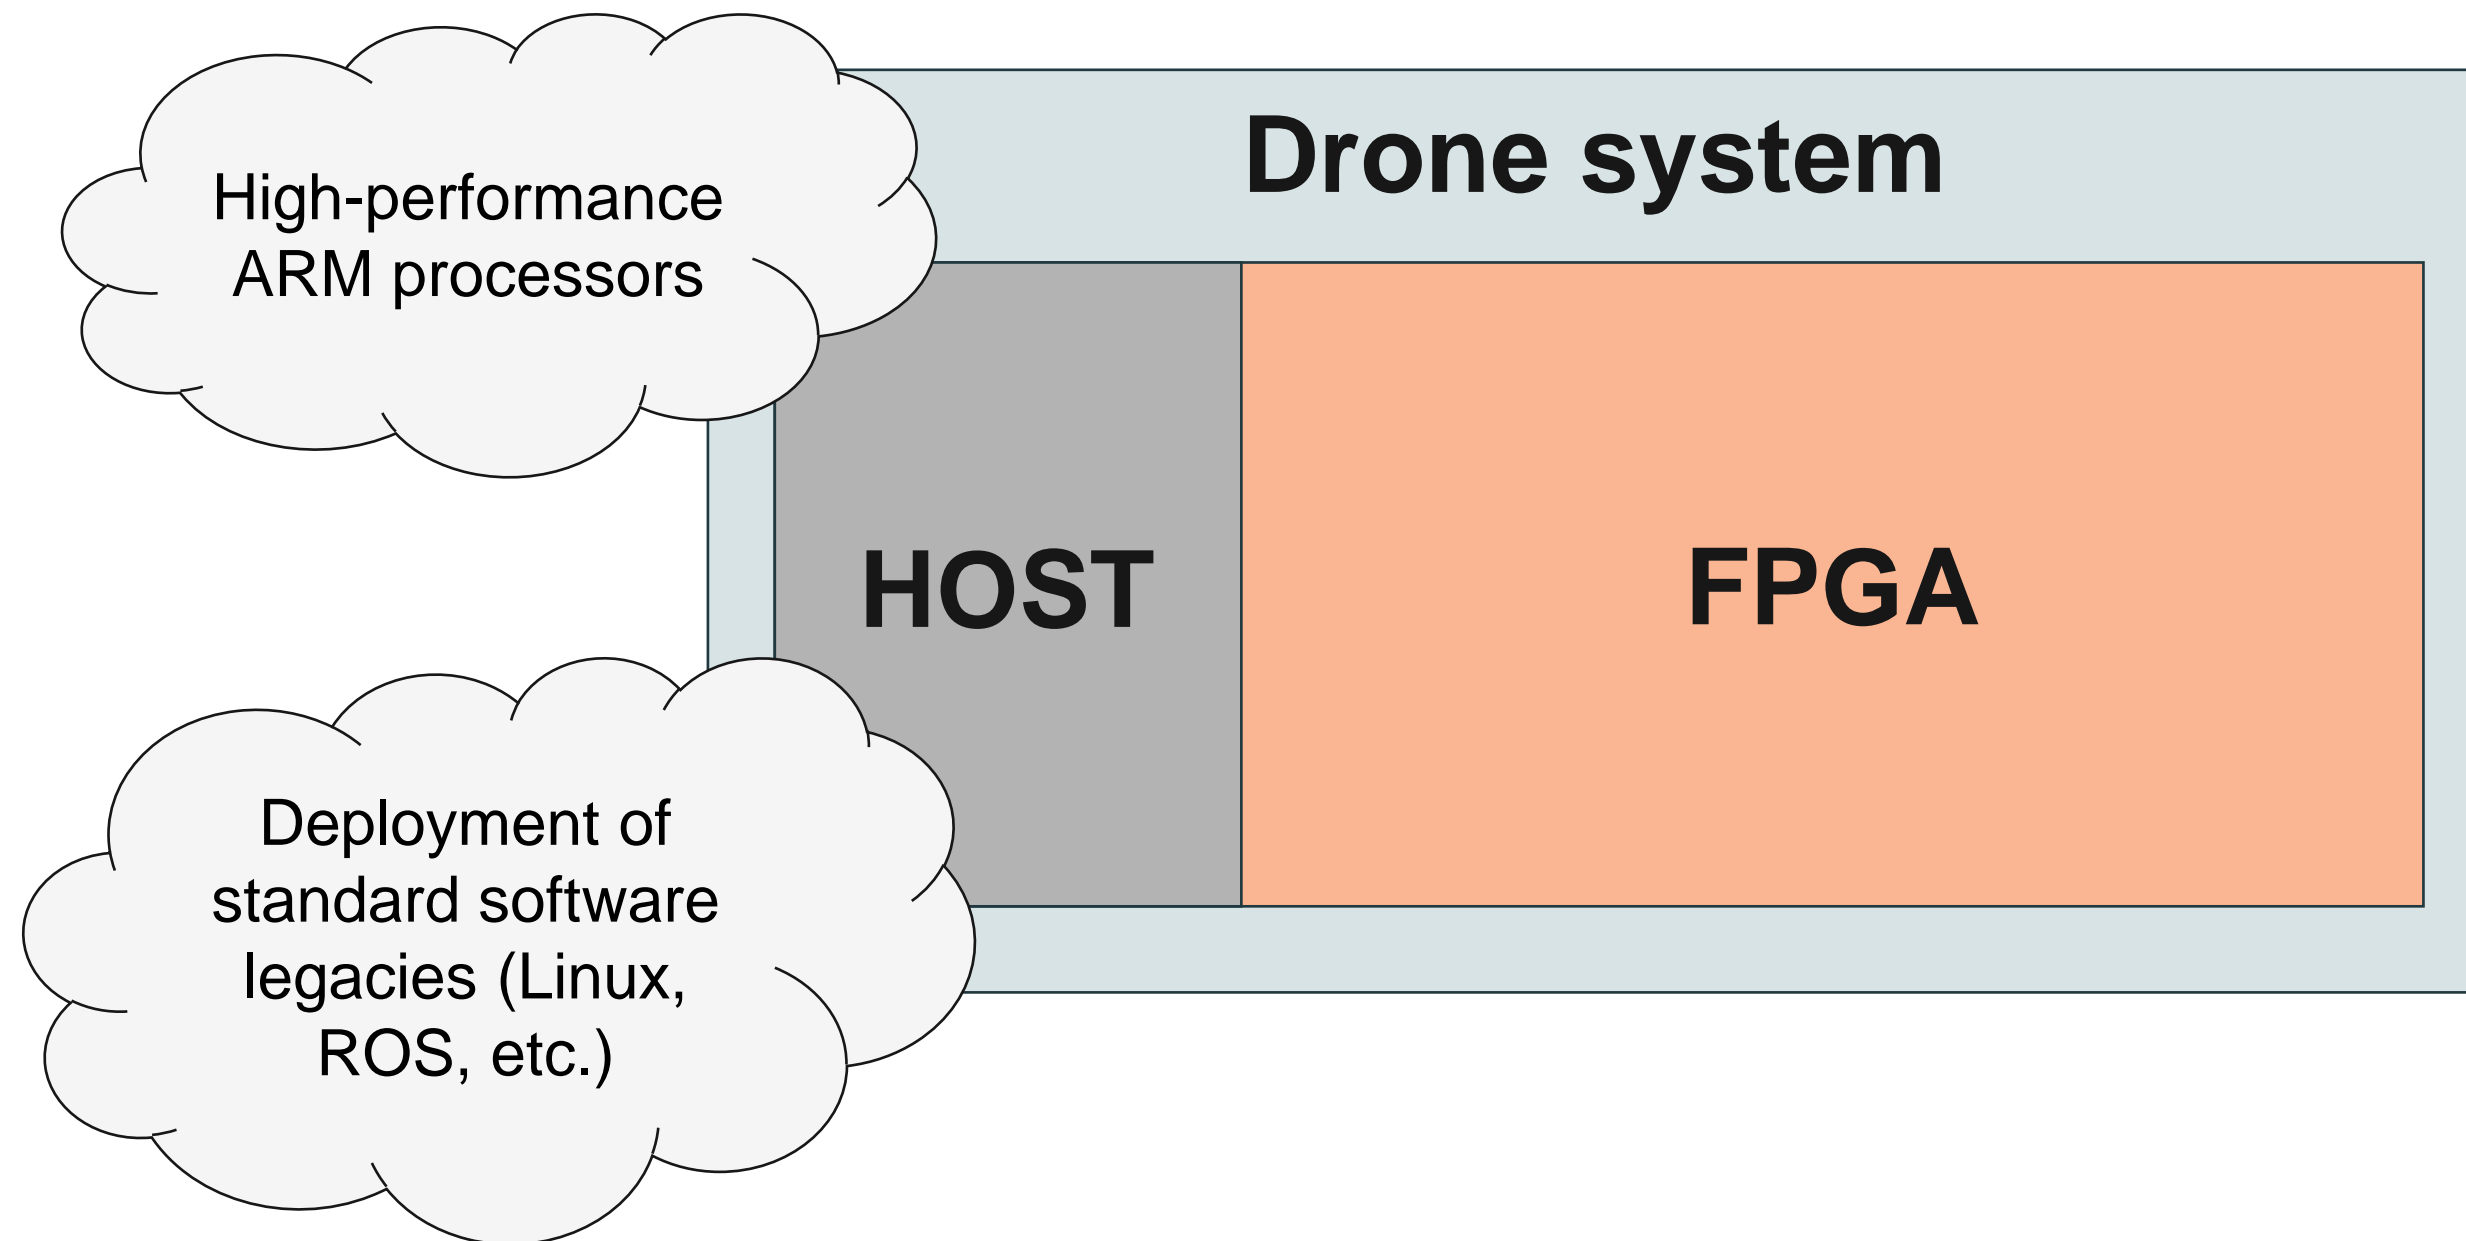 Drone system
High-performance
ARM processors
HOST
FPGA
Deployment of
standard software
legacies (Linux,
ROS, etc.)